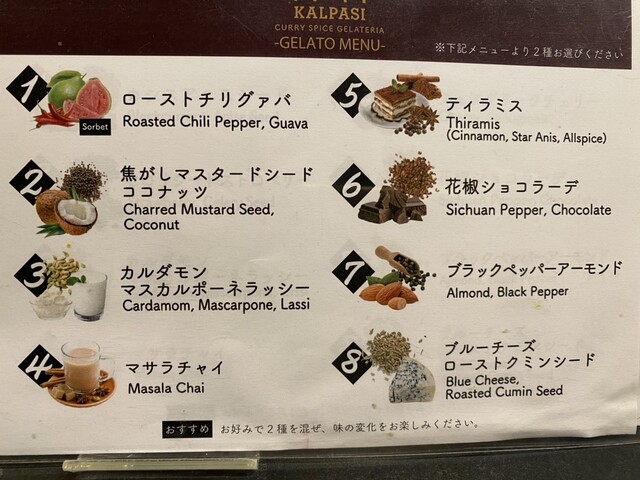 KALPASI
CURRY SPICE GELATERIA
-GELATO MENU-
※下記メニューより2種お選びください
1
Sorbet
ローストチリグァバ
Roasted Chili Pepper, Guava
2
焦がしマスタードシード
ココナッツ
Charred Mustard Seed,
Coconut
3
カルダモン
マスカルポーネラッシー
Cardamom, Mascarpone, Lassi
4
マサラチャイ
Masala Chai
5
ティラミス
Thiramis
(Cinnamon, Star Anis, Allspice)
6
花椒ショコラーデ
Sichuan Pepper, Chocolate
7
ブラックペッパーアーモンド
Almond, Black Pepper
8
ブルーチーズ
ローストクミンシード
Blue Cheese,
Roasted Cumin Seed
おすすめ お好みで2種を混ぜ、味の変化をお楽しみください。